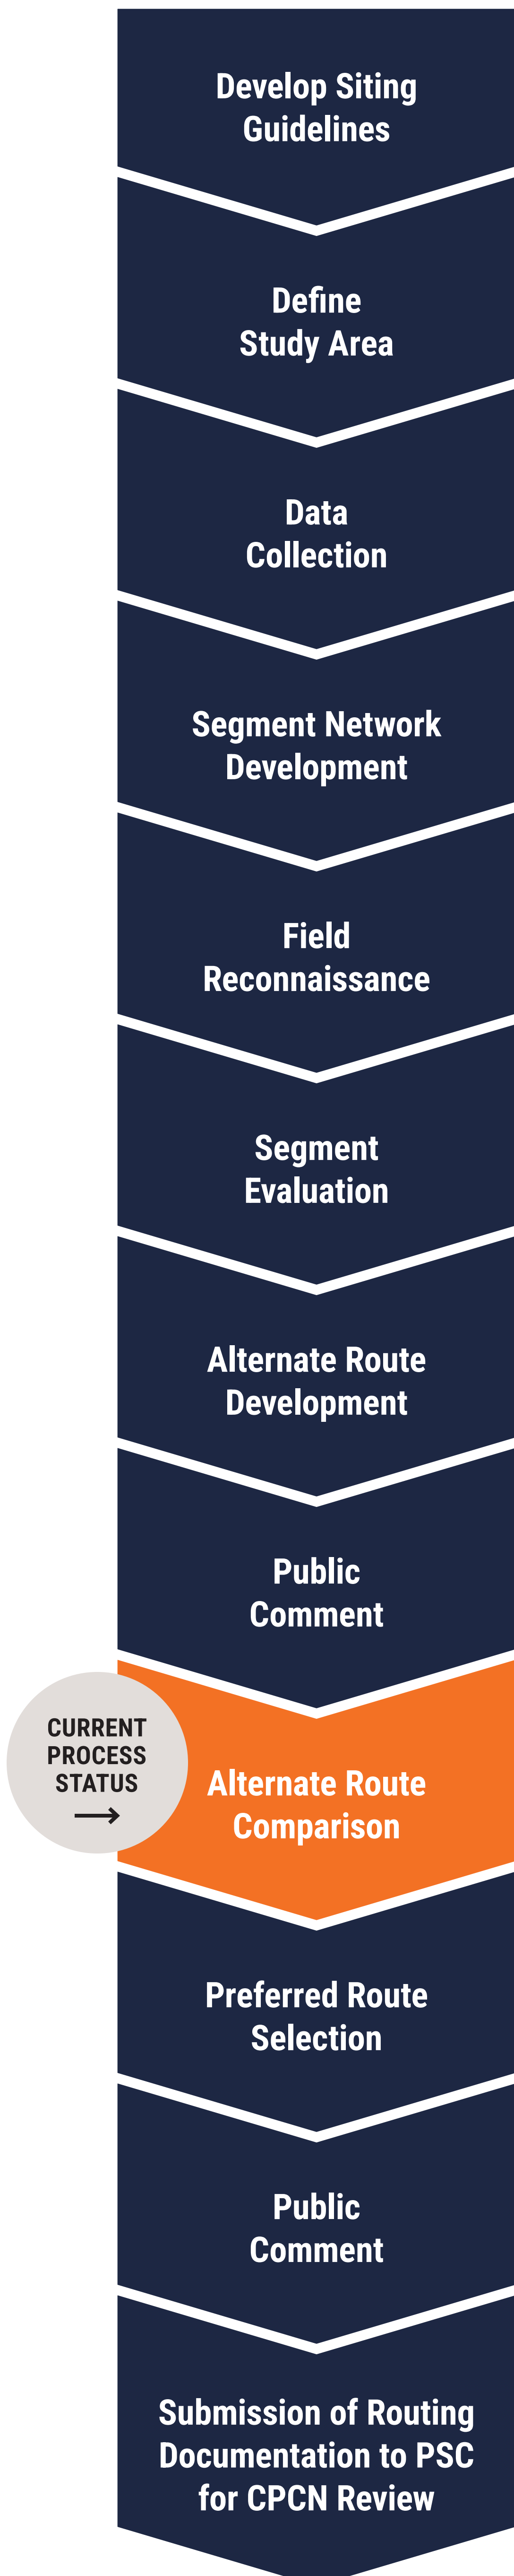 Develop Siting
Guidelines
Define
Study Area
Data
Collection
Segment Network
Development
Field
Reconnaissance
Segment
Evaluation
Alternate Route
Development
Public
Comment
CURRENT
PROCESS
STATUS
Alternate Route
Comparison
Preferred Route
Selection
Public
Comment
Submission of Routing
Documentation to PSC
for CPCN Review